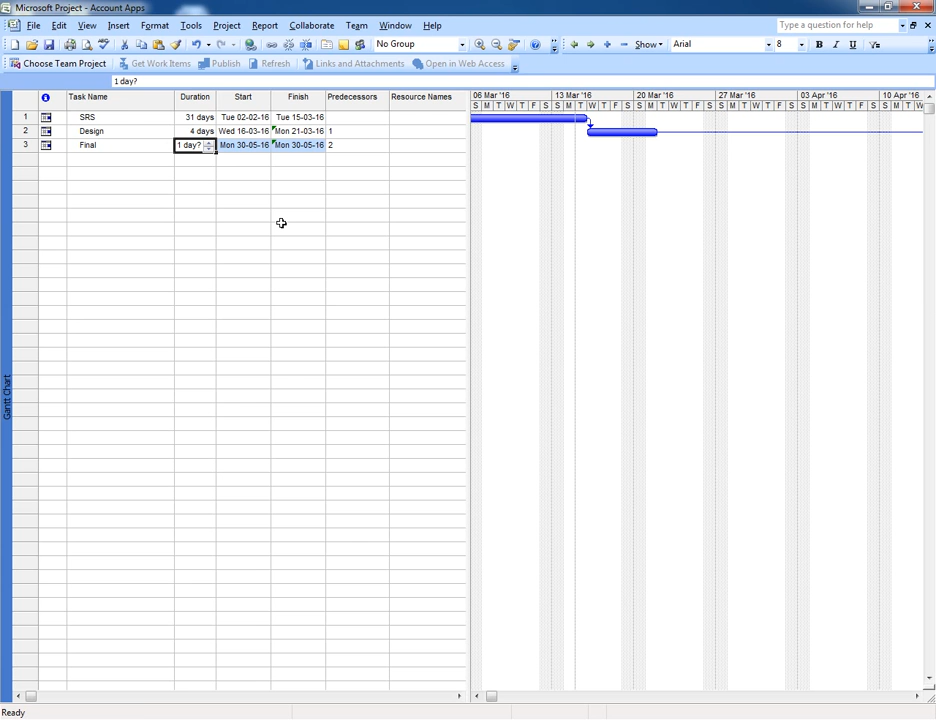 Microsoft Project - Account Apps
File Edit View Insert Format Tools Project Report Collaborate Team Window Help
Type a question for help
No Group Show Arial 8 B I U
Choose Team Project Get Work Items Publish Refresh Links and Attachments Open in Web Access
1 day?
Task Name Duration Start Finish Predecessors Resource Names
06 Mar '16 13 Mar '16 20 Mar '16 27 Mar '16 03 Apr '16 10 Apr '16
S M T W T F S S M T W T F S S M T W T F S S M T W T F S S M T W T F S S M T W
1 SRS 31 days Tue 02-02-16 Tue 15-03-16
2 Design 4 days Wed 16-03-16 Mon 21-03-16 1
3 Final 1 day? Mon 30-05-16 Mon 30-05-16 2
Gantt Chart
Ready